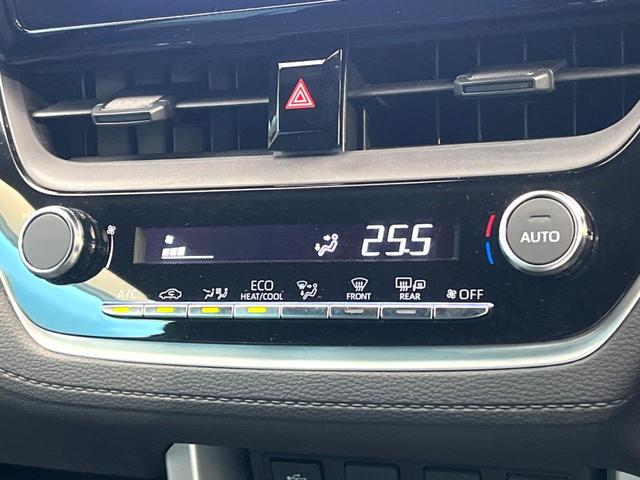 25.5
AUTO
A/C
ECO
HEAT/COOL
FRONT
REAR
OFF